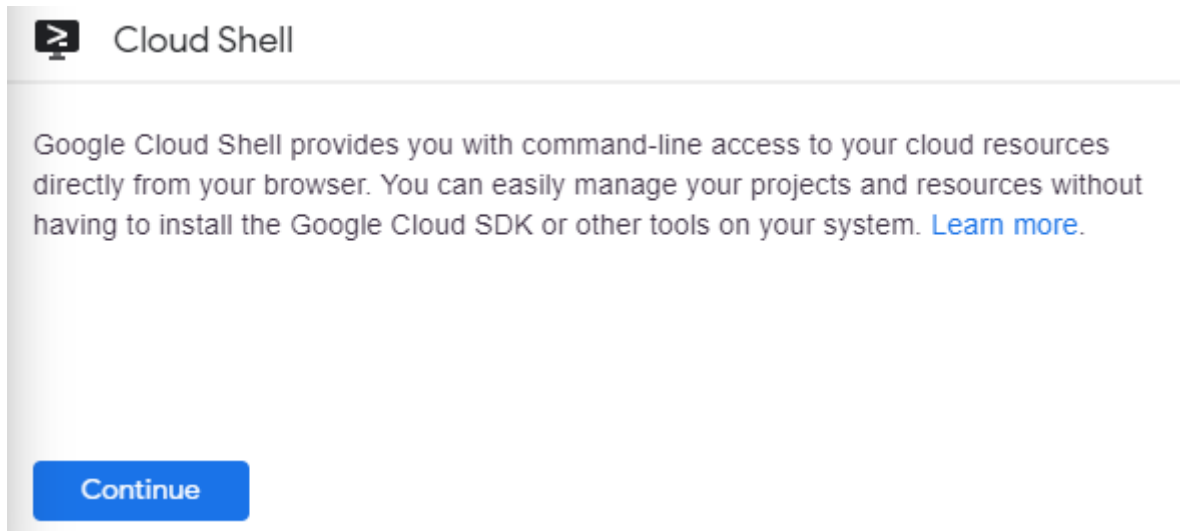 Cloud Shell
Google Cloud Shell provides you with command-line access to your cloud resources
directly from your browser. You can easily manage your projects and resources without
having to install the Google Cloud SDK or other tools on your system. Learn more.
Continue